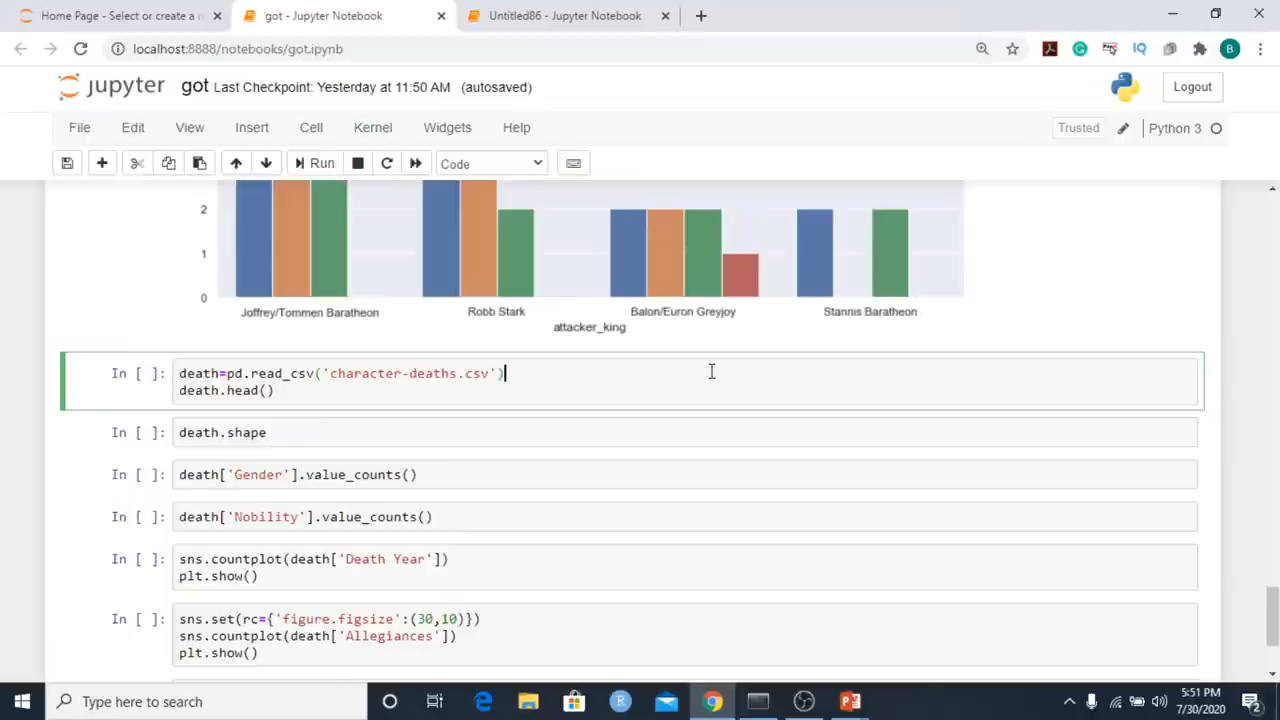 Home Page - Select or create a n
got - Jupyter Notebook
Untitled86 - Jupyter Notebook
localhost:8888/notebooks/got.ipynb
IQ
B
jupyter got Last Checkpoint: Yesterday at 11:50 AM (autosaved)
Logout
File Edit View Insert Cell Kernel Widgets Help
Trusted Python 3
Run Code
2
1
0
Joffrey/Tommen Baratheon Robb Stark Balon/Euron Greyjoy Stannis Baratheon
attacker_king
In [ ]: death=pd.read_csv('character-deaths.csv')
death.head()
In [ ]: death.shape
In [ ]: death['Gender'].value_counts()
In [ ]: death['Nobility'].value_counts()
In [ ]: sns.countplot(death['Death Year'])
plt.show()
In [ ]: sns.set(rc={'figure.figsize':(30,10)})
sns.countplot(death['Allegiances'])
plt.show()
Type here to search
R
5:51 PM
7/30/2020
2